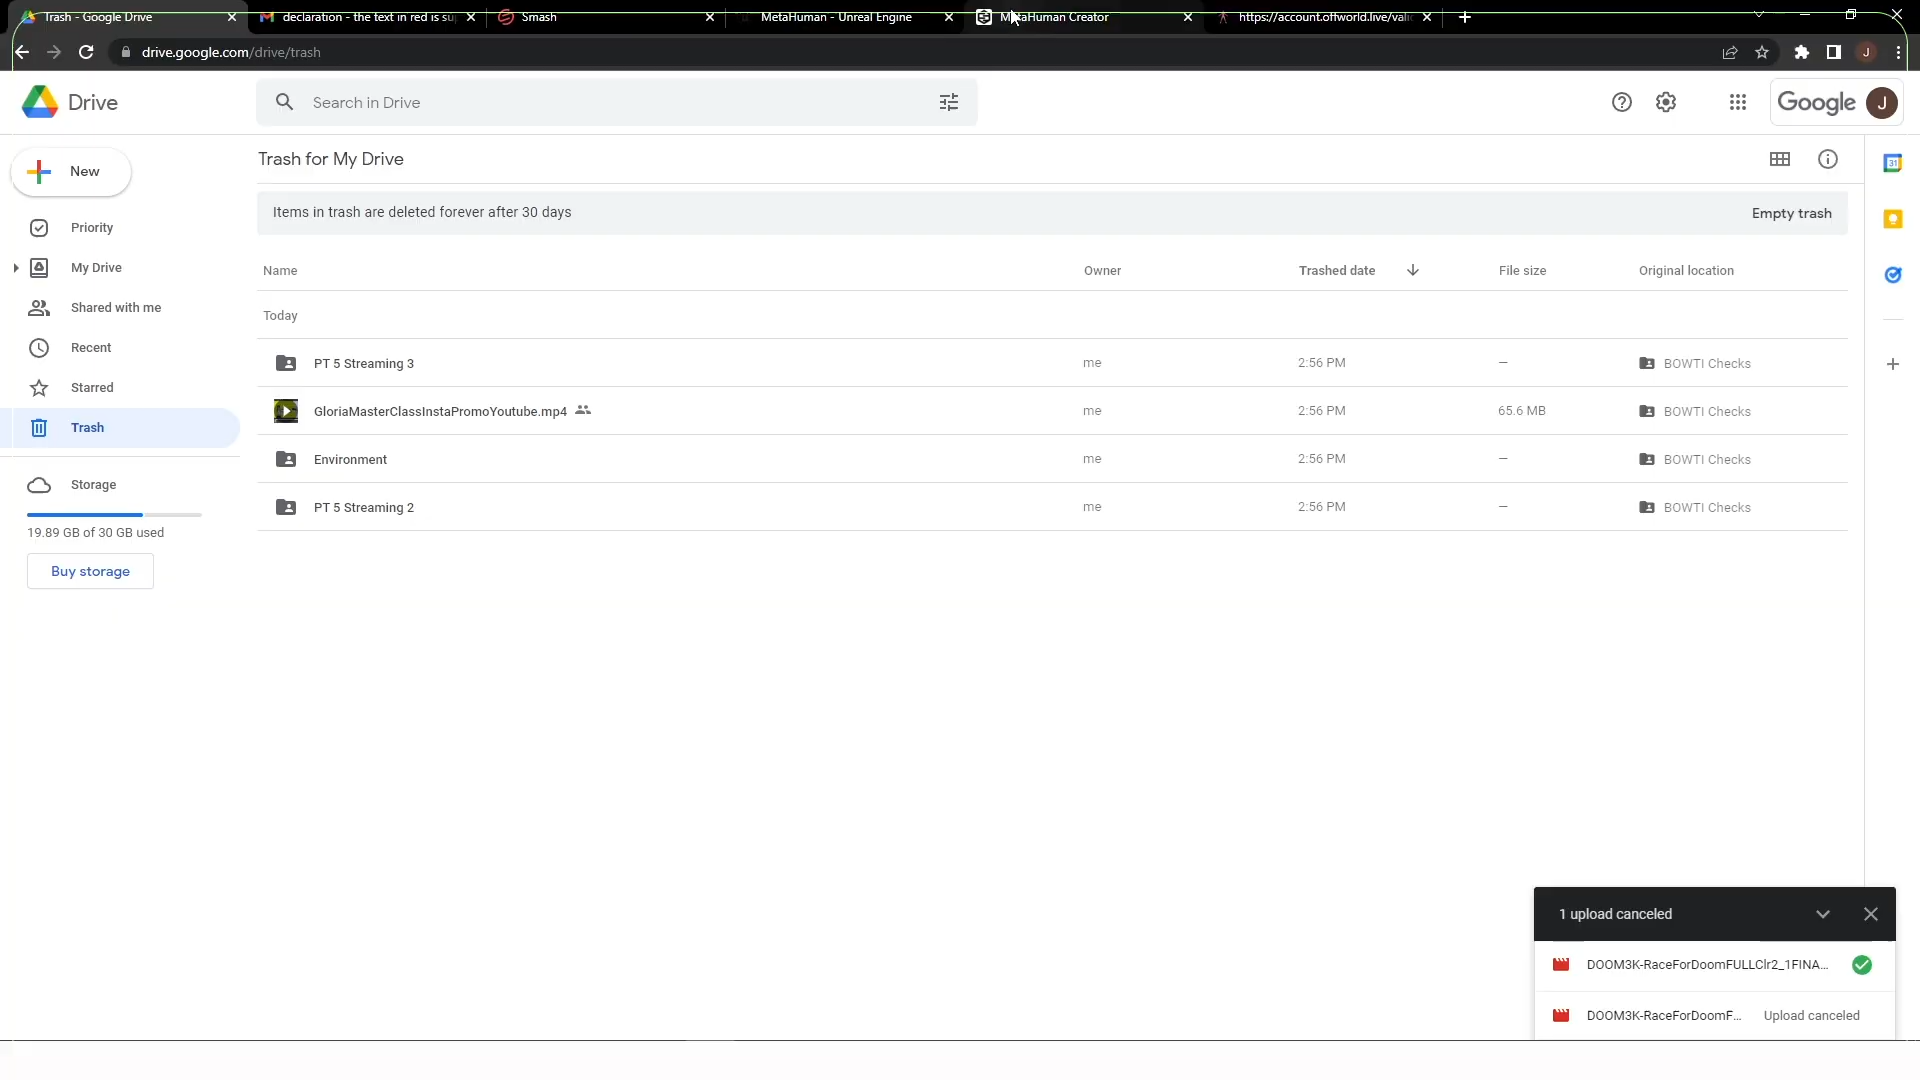 Trash - Google Drive
declaration - the text in red is sup
Smash
MetaHuman - Unreal Engine
MetaHuman Creator
https://account.offworld.live/vali
drive.google.com/drive/trash
J
Drive
Search in Drive
Google
J
New
Trash for My Drive
31
Items in trash are deleted forever after 30 days
Empty trash
Priority
My Drive
Shared with me
Recent
Starred
Trash
Storage
19.89 GB of 30 GB used
Buy storage
Name Owner Trashed date File size Original location
Today
PT 5 Streaming 3 me 2:56 PM — BOWTI Checks
GloriaMasterClassInstaPromoYoutube.mp4 me 2:56 PM 65.6 MB BOWTI Checks
Environment me 2:56 PM — BOWTI Checks
PT 5 Streaming 2 me 2:56 PM — BOWTI Checks
1 upload canceled
DOOM3K-RaceForDoomFULLClr2_1FINA...
DOOM3K-RaceForDoomF... Upload canceled